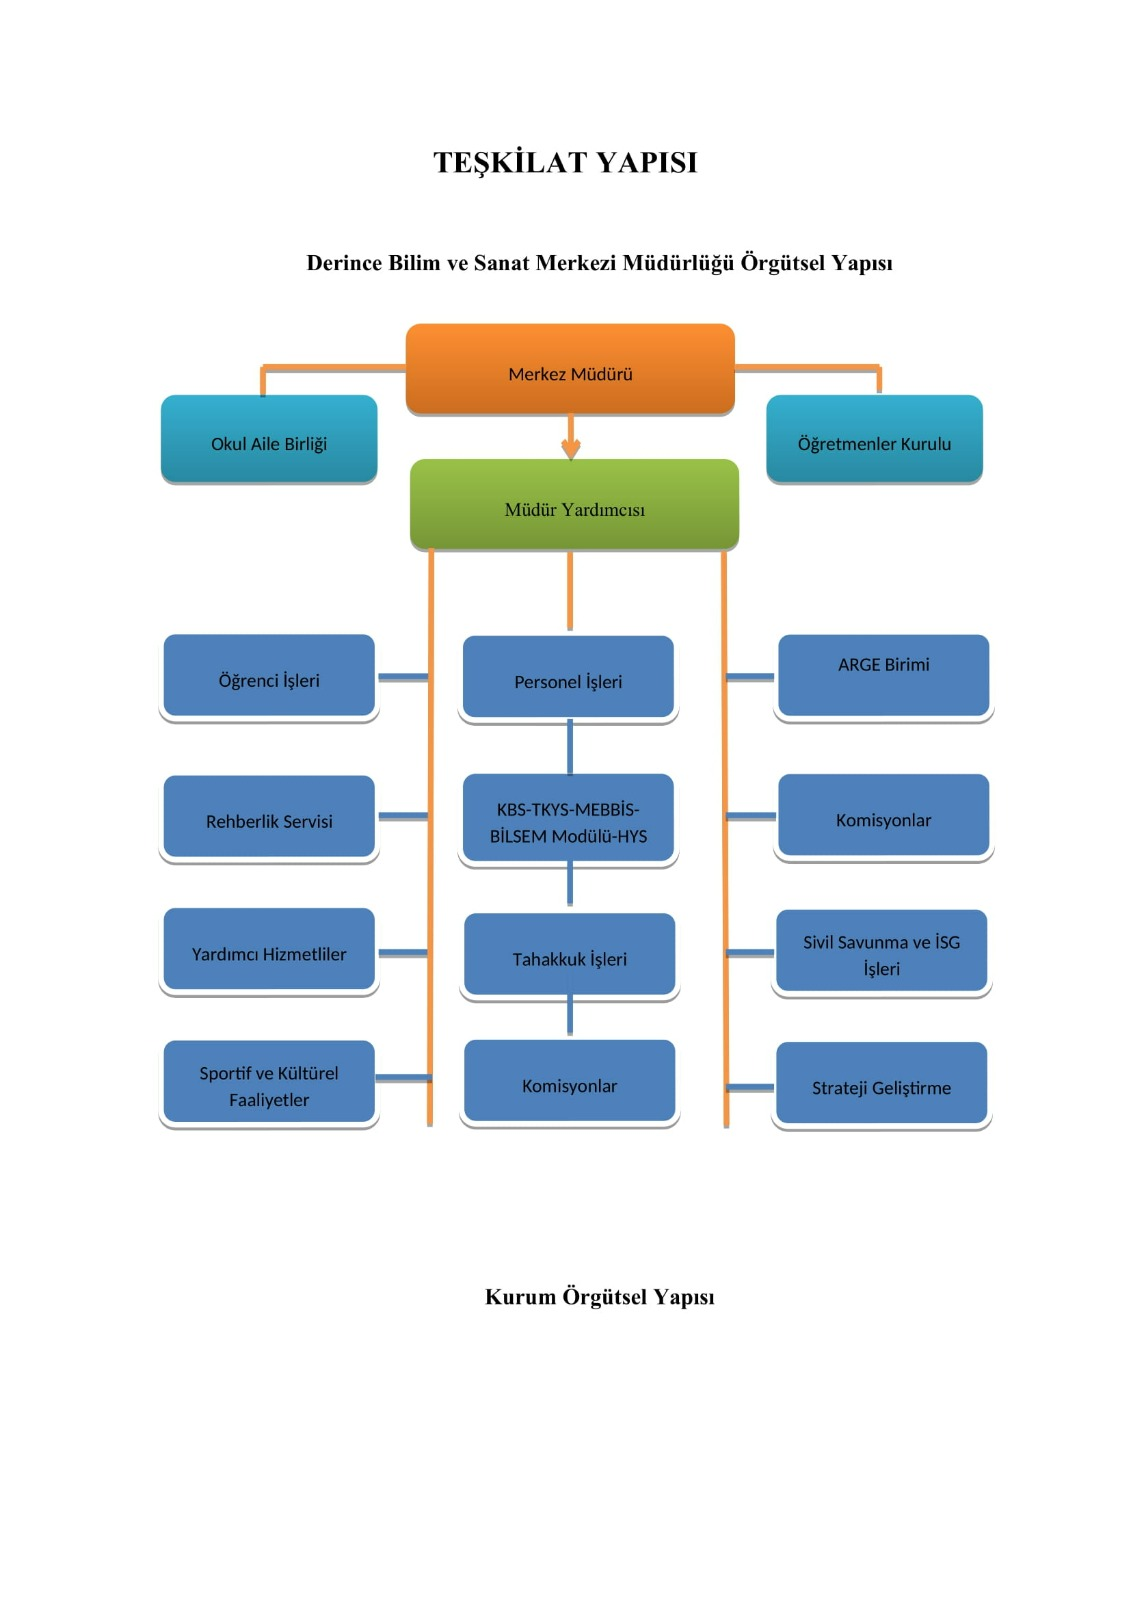 TEŞKİLAT YAPISI
Derince Bilim ve Sanat Merkezi Müdürlüğü Örgütsel Yapısı
Merkez Müdürü
Okul Aile Birliği
Öğretmenler Kurulu
Müdür Yardımcısı
Öğrenci İşleri
Personel İşleri
ARGE Birimi
Rehberlik Servisi
KBS-TKYS-MEBBİS-
BİLSEM Modülü-HYS
Komisyonlar
Yardımcı Hizmetliler
Tahakkuk İşleri
Sivil Savunma ve İSG
İşleri
Sportif ve Kültürel
Faaliyetler
Komisyonlar
Strateji Geliştirme
Kurum Örgütsel Yapısı